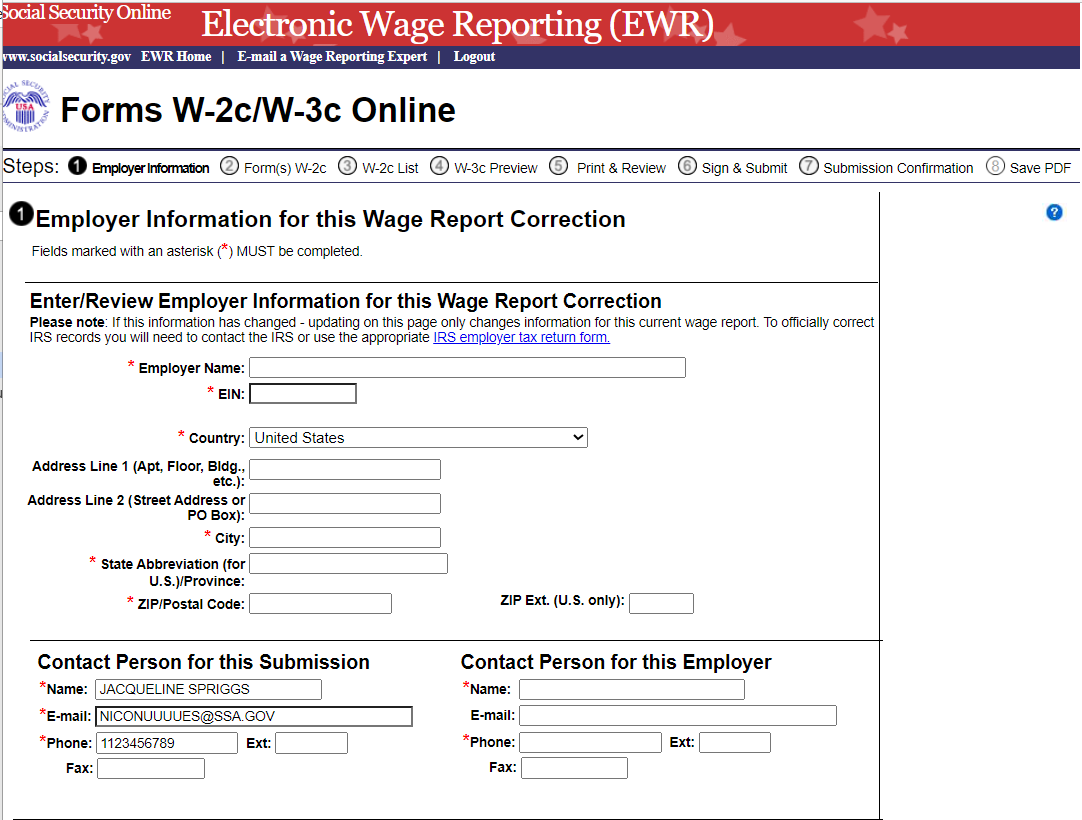 Social Security Online
Electronic Wage Reporting (EWR)
www.socialsecurity.gov EWR Home | E-mail a Wage Reporting Expert | Logout
SOCIAL SECURITY ADMINISTRATION
USA
Forms W-2c/W-3c Online
Steps: 1 Employer Information 2 Form(s) W-2c 3 W-2c List 4 W-3c Preview 5 Print & Review 6 Sign & Submit 7 Submission Confirmation 8 Save PDF
1 Employer Information for this Wage Report Correction
?
Fields marked with an asterisk (*) MUST be completed.
Enter/Review Employer Information for this Wage Report Correction
Please note: If this information has changed - updating on this page only changes information for this current wage report. To officially correct
IRS records you will need to contact the IRS or use the appropriate IRS employer tax return form.
* Employer Name:
* EIN:
* Country: United States
Address Line 1 (Apt, Floor, Bldg.,
etc.):
Address Line 2 (Street Address or
PO Box):
* City:
* State Abbreviation (for
U.S.)/Province:
* ZIP/Postal Code: ZIP Ext. (U.S. only):
Contact Person for this Submission
*Name: JACQUELINE SPRIGGS
*E-mail: NICONUUUUES@SSA.GOV
*Phone: 1123456789 Ext:
Fax:
Contact Person for this Employer
*Name:
E-mail:
*Phone: Ext:
Fax: